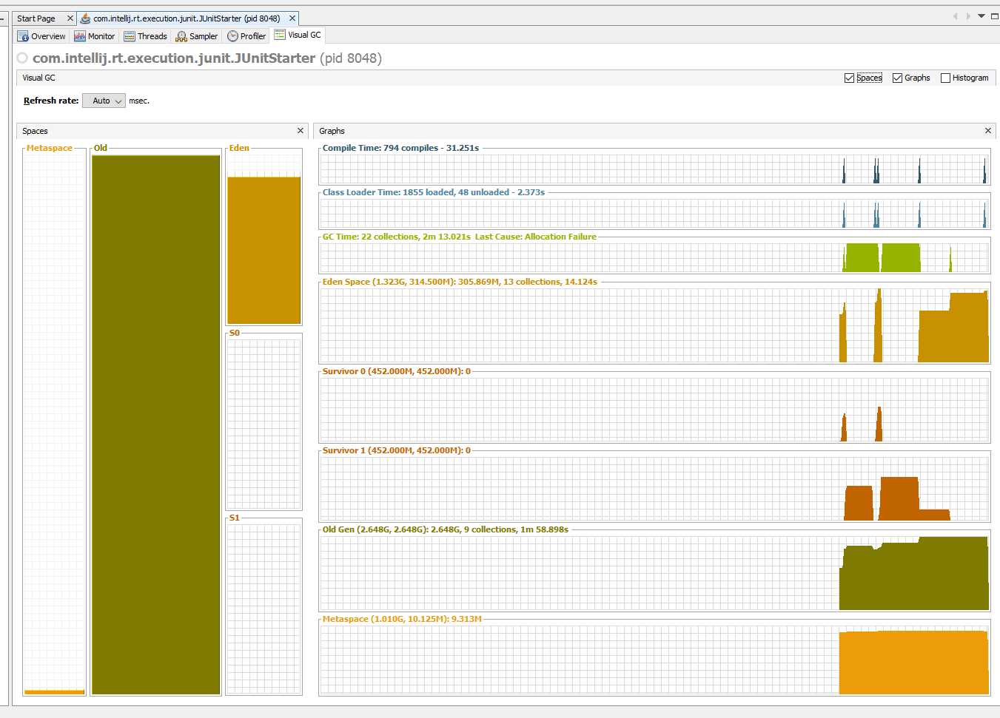 Start Page
com.intellij.rt.execution.junit.JUnitStarter (pid 8048)
Overview Monitor Threads Sampler Profiler Visual GC
com.intellij.rt.execution.junit.JUnitStarter (pid 8048)
Visual GC Spaces Graphs Histogram
Refresh rate: Auto msec.
Spaces
Metaspace Old Eden
S0
S1
Graphs
Compile Time: 794 compiles - 31.251s
Class Loader Time: 1855 loaded, 48 unloaded - 2.373s
GC Time: 22 collections, 2m 13.021s Last Cause: Allocation Failure
Eden Space (1.323G, 314.500M): 305.869M, 13 collections, 14.124s
Survivor 0 (452.000M, 452.000M): 0
Survivor 1 (452.000M, 452.000M): 0
Old Gen (2.648G, 2.648G): 2.648G, 9 collections, 1m 58.898s
Metaspace (1.010G, 10.125M): 9.313M